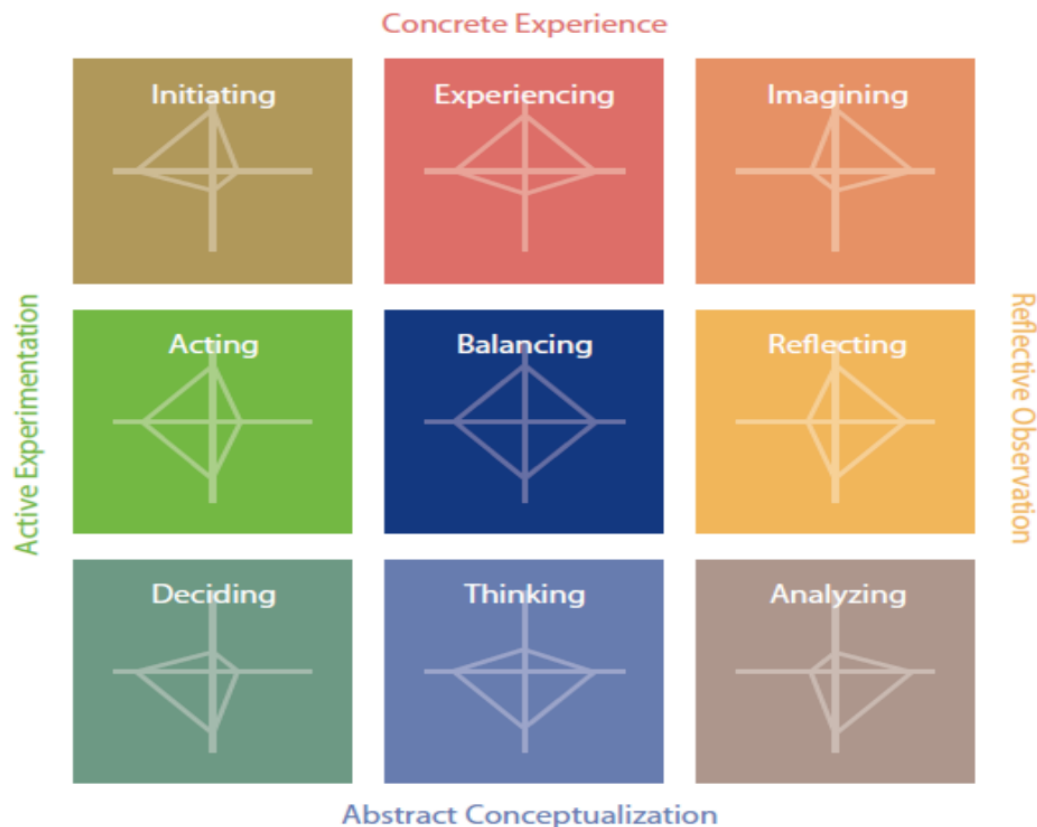 Concrete Experience
Initiating
Experiencing
Imagining
Active Experimentation
Acting
Balancing
Reflecting
Reflective Observation
Deciding
Thinking
Analyzing
Abstract Conceptualization